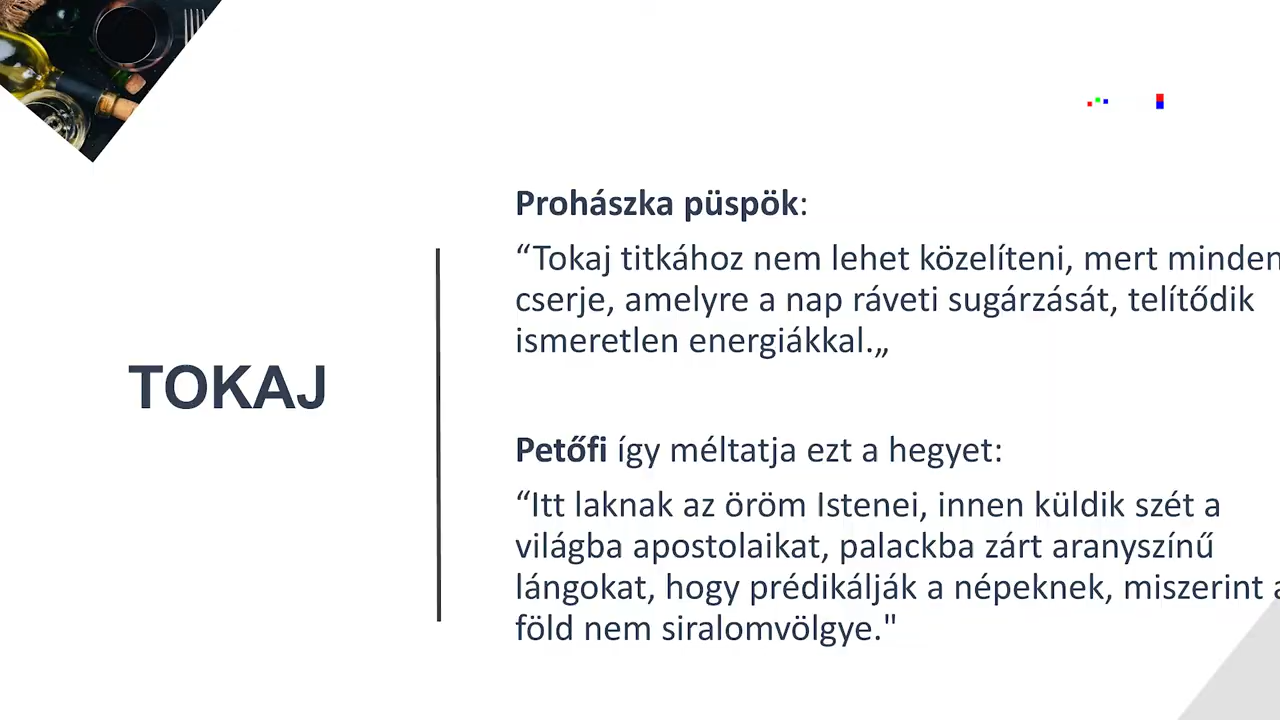 TOKAJ
Prohászka püspök:
“Tokaj titkához nem lehet közelíteni, mert minden
cserje, amelyre a nap ráveti sugárzását, telítődik
ismeretlen energiákkal.„
Petőfi így méltatja ezt a hegyet:
“Itt laknak az öröm Istenei, innen küldik szét a
világba apostolaikat, palackba zárt aranyszínű
lángokat, hogy prédikálják a népeknek, miszerint a
föld nem siralomvölgye."